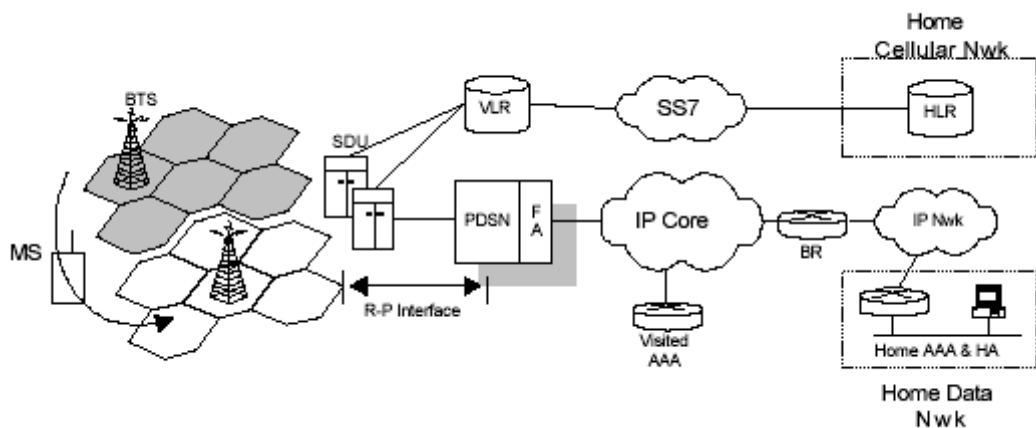 Home
Cellular Nwk
BTS
VLR
SS7
HLR
SDU
PDSN
F
A
IP Core
IP Nwk
BR
MS
R-P Interface
Visited
AAA
Home AAA & HA
Home Data
Nwk